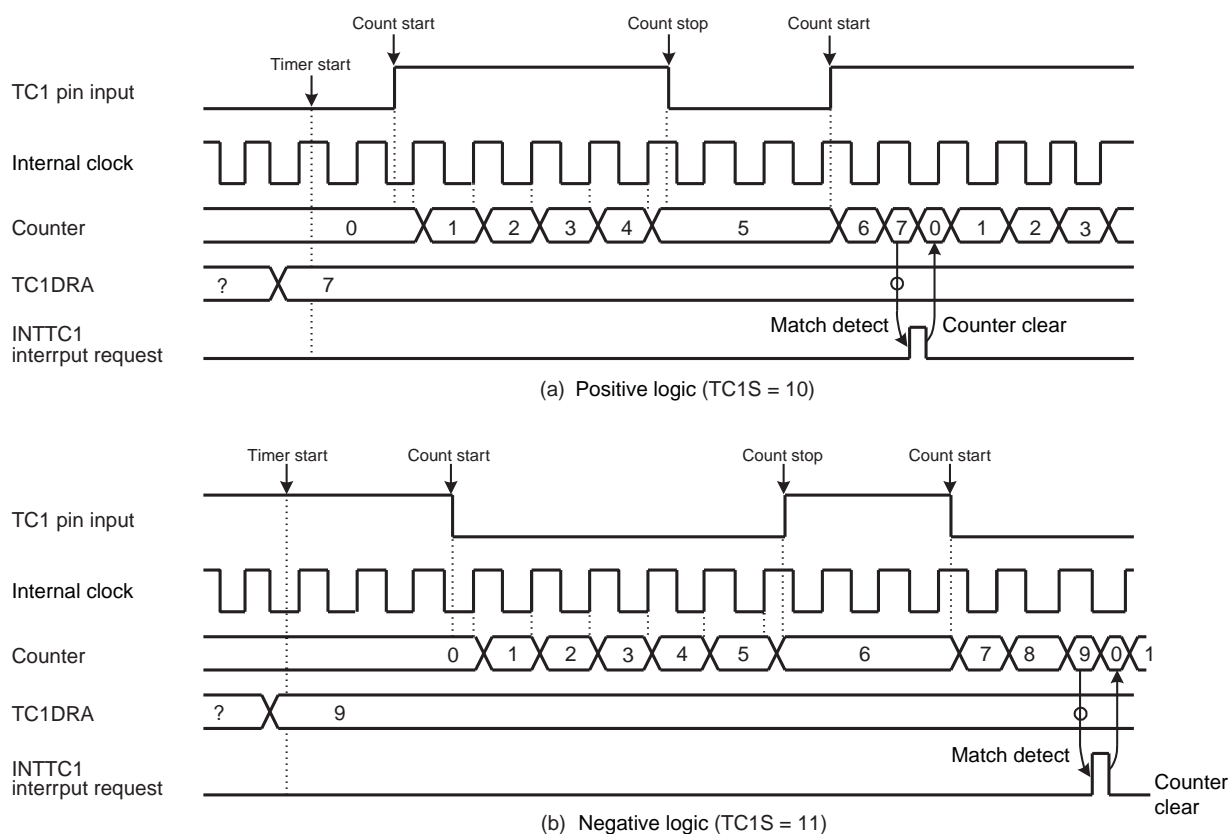 Count start Count stop Count start
Timer start
TC1 pin input
Internal clock
Counter 0 1 2 3 4 5 6 7 0 1 2 3
TC1DRA ? 7
INTTC1
interrput request
Match detect Counter clear
(a) Positive logic (TC1S = 10)
Timer start Count start Count stop Count start
TC1 pin input
Internal clock
Counter 0 1 2 3 4 5 6 7 8 9 0 1
TC1DRA ? 9
INTTC1
interrput request
Match detect
Counter
clear
(b) Negative logic (TC1S = 11)